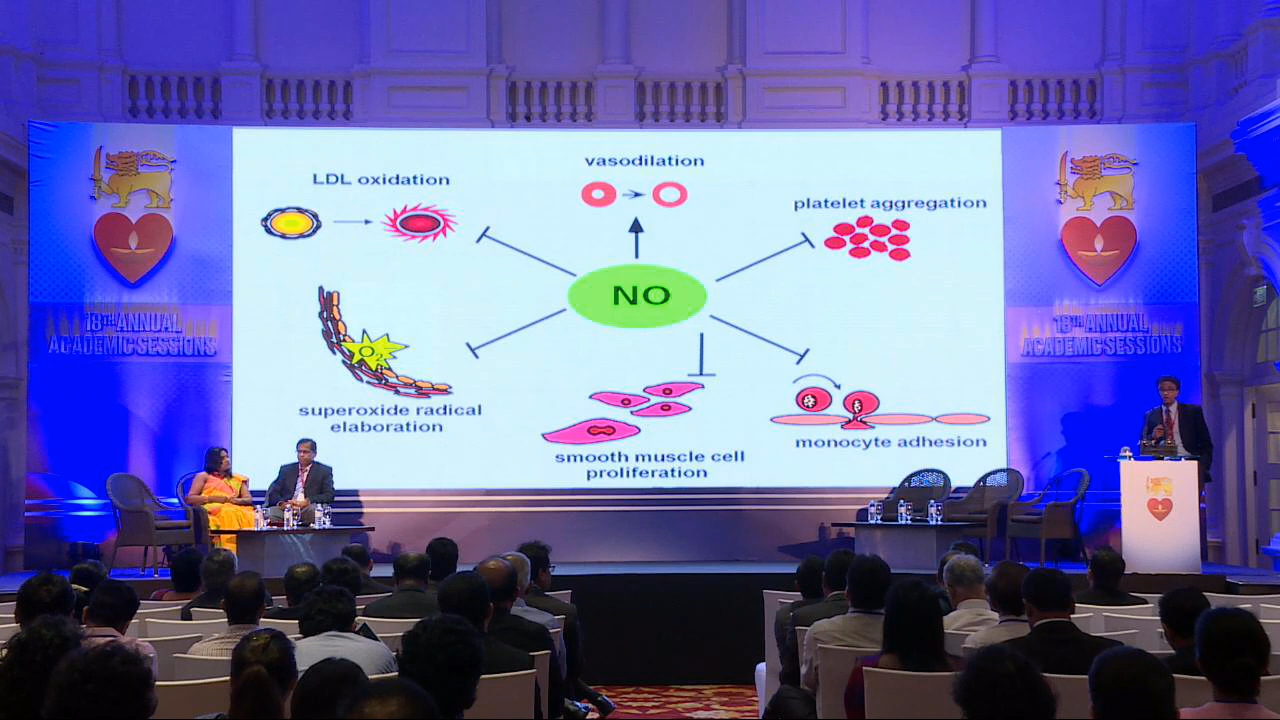 vasodilation
LDL oxidation
platelet aggregation
NO
O2
superoxide radical
elaboration
smooth muscle cell
proliferation
monocyte adhesion
18TH ANNUAL
ACADEMIC SESSIONS
18TH ANNUAL
ACADEMIC SESSIONS